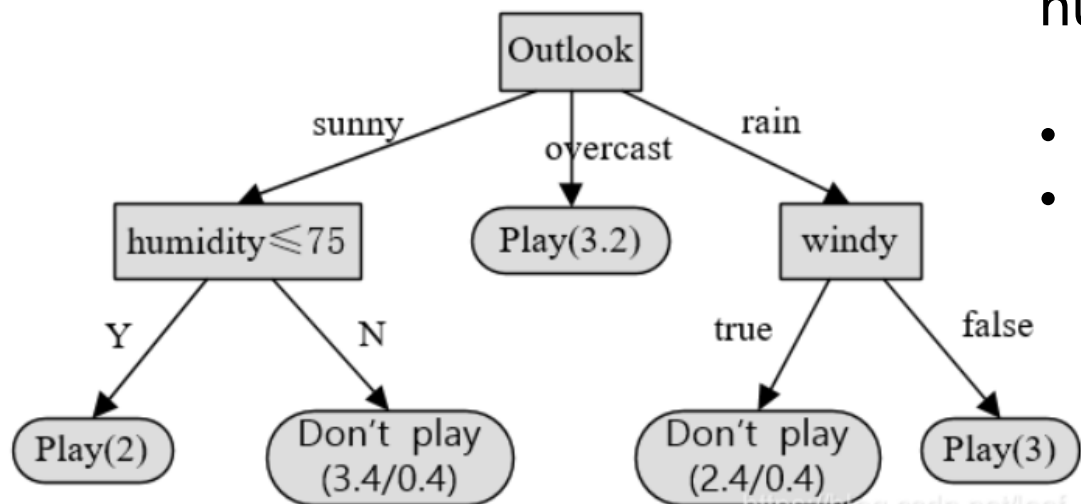 Outlook
sunny
overcast
rain
humidity≤75
Play(3.2)
windy
Y
N
true
false
Play(2)
Don't play
(3.4/0.4)
Don't play
(2.4/0.4)
Play(3)